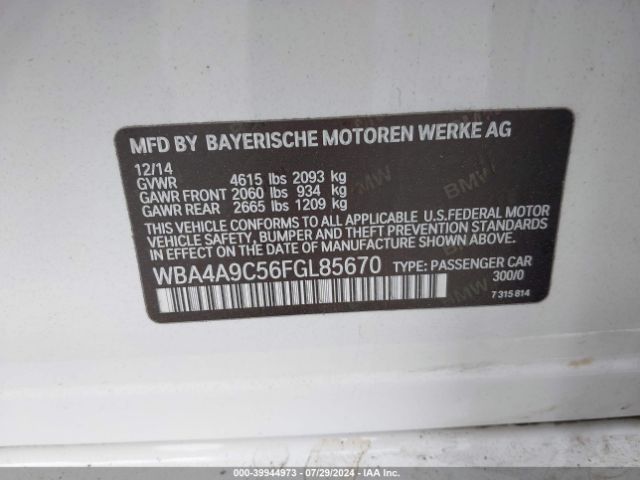 MFD BY BAYERISCHE MOTOREN WERKE AG
12/14
GVWR 4615 lbs 2093 kg
GAWR FRONT 2060 lbs 934 kg
GAWR REAR 2665 lbs 1209 kg
THIS VEHICLE CONFORMS TO ALL APPLICABLE U.S.FEDERAL MOTOR
VEHICLE SAFETY, BUMPER, AND THEFT PREVENTION STANDARDS
IN EFFECT ON THE DATE OF MANUFACTURE SHOWN ABOVE.
WBA4A9C56FGL85670 TYPE: PASSENGER CAR
300/0
7 315 814
BMW
BMW
BMW
000-39944973 07/29/2024 - IAA Inc.